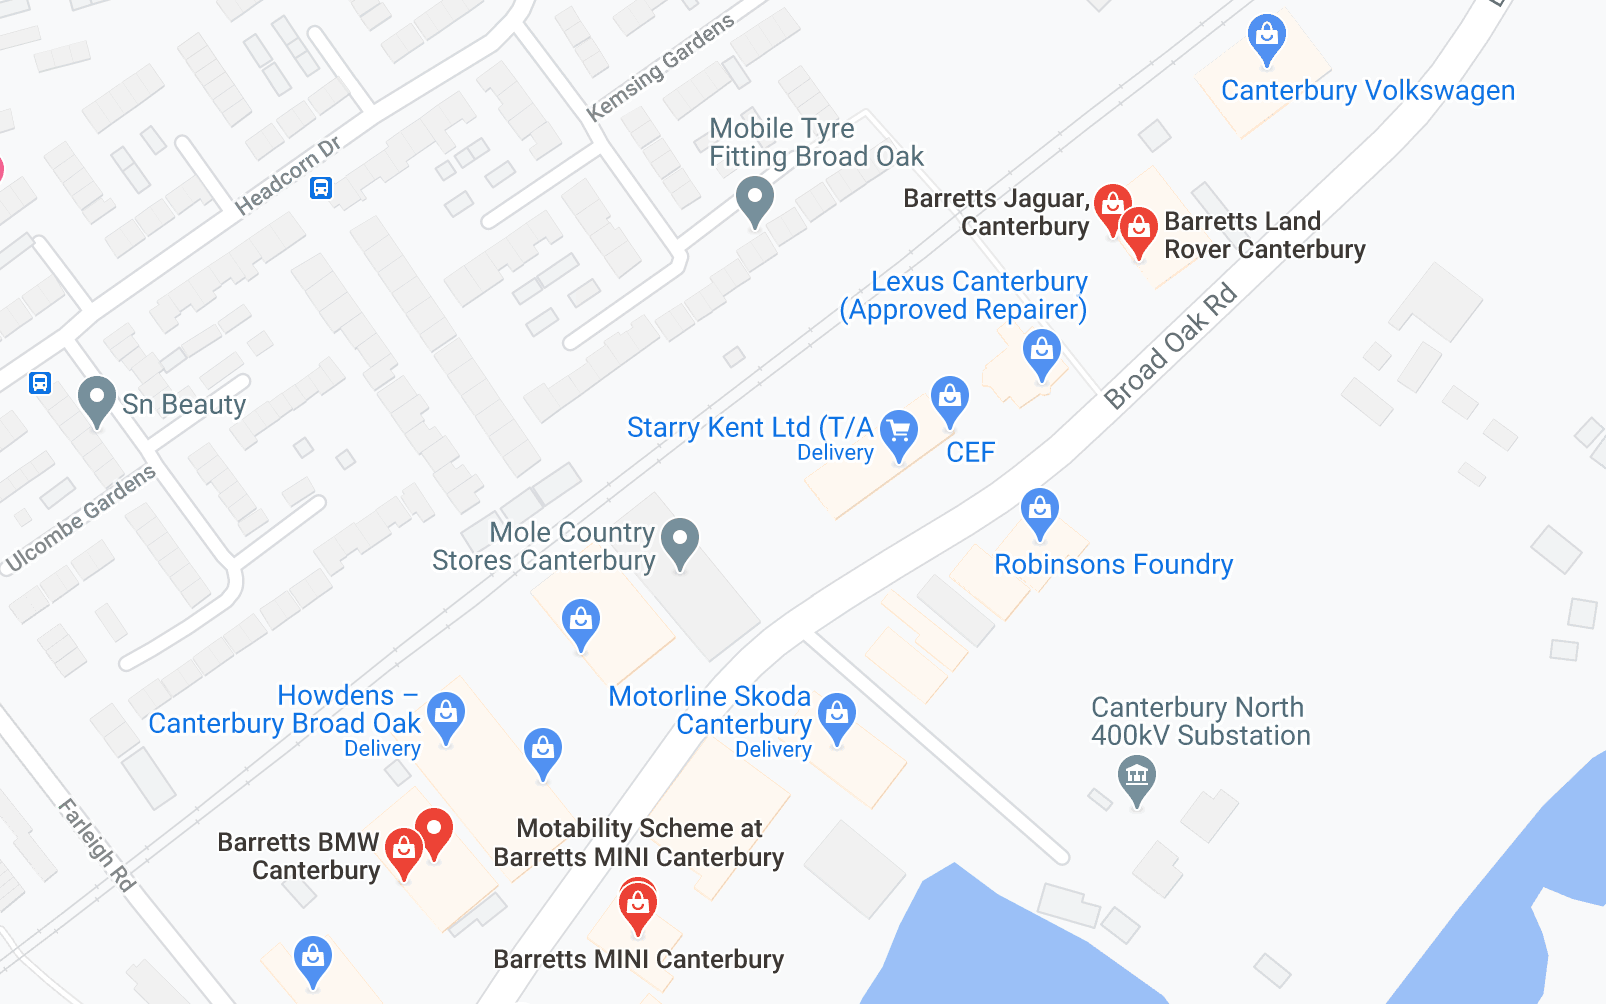 Kemsing Gardens
Canterbury Volkswagen
Mobile Tyre
Fitting Broad Oak
Headcorn Dr
Barretts Jaguar,
Canterbury
Barretts Land
Rover Canterbury
Lexus Canterbury
(Approved Repairer)
Broad Oak Rd
Sn Beauty
Starry Kent Ltd (T/A
Delivery
CEF
Ulcombe Gardens
Mole Country
Stores Canterbury
Robinsons Foundry
Howdens –
Canterbury Broad Oak
Delivery
Motorline Skoda
Canterbury
Delivery
Canterbury North
400kV Substation
Farleigh Rd
Barretts BMW
Canterbury
Motability Scheme at
Barretts MINI Canterbury
Barretts MINI Canterbury